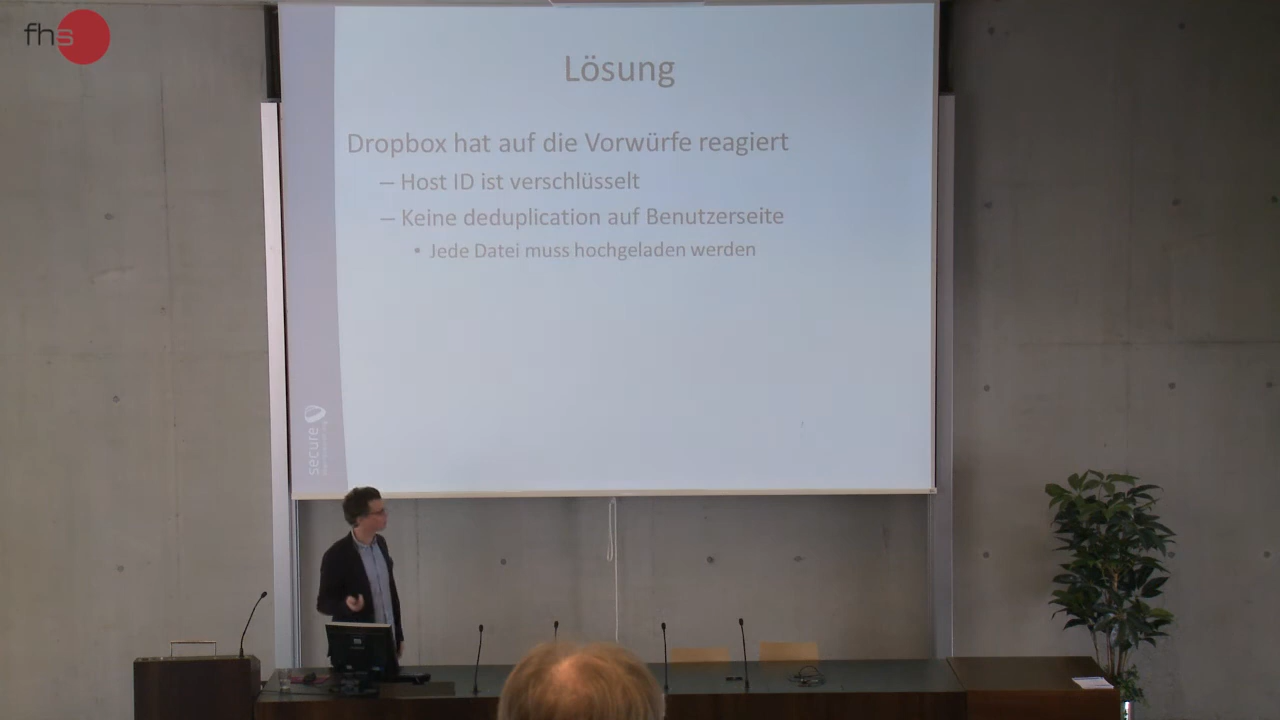 fhs
Lösung
Dropbox hat auf die Vorwürfe reagiert
– Host ID ist verschlüsselt
– Keine deduplication auf Benutzerseite
• Jede Datei muss hochgeladen werden
secure